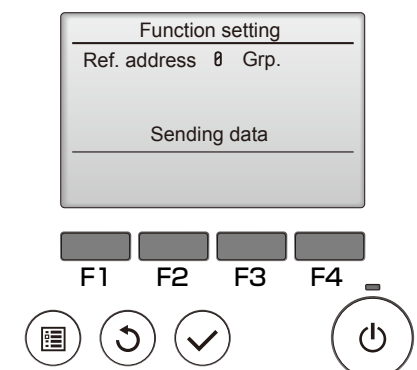 Function setting
Ref. address 0 Grp.
Sending data
F1 F2 F3 F4